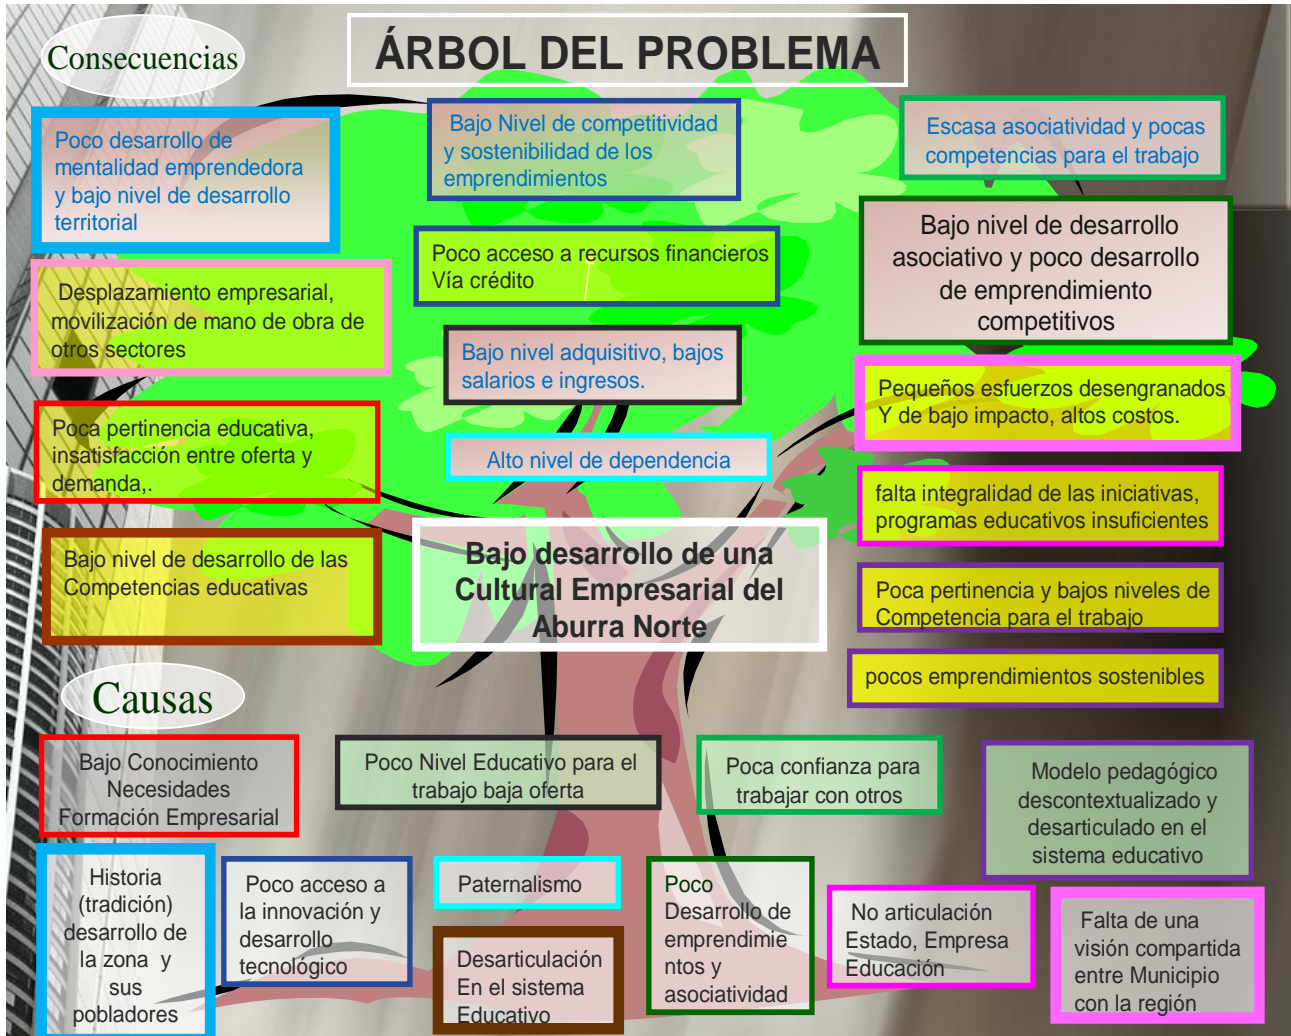 Consecuencias
ÁRBOL DEL PROBLEMA
Poco desarrollo de
mentalidad emprendedora
y bajo nivel de desarrollo
territorial
Bajo Nivel de competitividad
y sostenibilidad de los
emprendimientos
Escasa asociatividad y pocas
competencias para el trabajo
Bajo nivel de desarrollo
asociativo y poco desarrollo
de emprendimiento
competitivos
Poco acceso a recursos financieros
Vía crédito
Desplazamiento empresarial,
movilización de mano de obra de
otros sectores
Bajo nivel adquisitivo, bajos
salarios e ingresos.
Pequeños esfuerzos desengranados
Y de bajo impacto, altos costos.
Poca pertinencia educativa,
insatisfacción entre oferta y
demanda,.
Alto nivel de dependencia
falta integralidad de las iniciativas,
programas educativos insuficientes
Bajo nivel de desarrollo de las
Competencias educativas
Bajo desarrollo de una
Cultural Empresarial del
Aburra Norte
Poca pertinencia y bajos niveles de
Competencia para el trabajo
pocos emprendimientos sostenibles
Causas
Bajo Conocimiento
Necesidades
Formación Empresarial
Poco Nivel Educativo para el
trabajo baja oferta
Poca confianza para
trabajar con otros
Modelo pedagógico
descontextualizado y
desarticulado en el
sistema educativo
Historia
(tradición)
desarrollo de
la zona y
sus
pobladores
Poco acceso a
la innovación y
desarrollo
tecnológico
Paternalismo
Desarticulación
En el sistema
Educativo
Poco
Desarrollo de
emprendimie
ntos y
asociatividad
No articulación
Estado, Empresa
Educación
Falta de una
visión compartida
entre Municipio
con la región